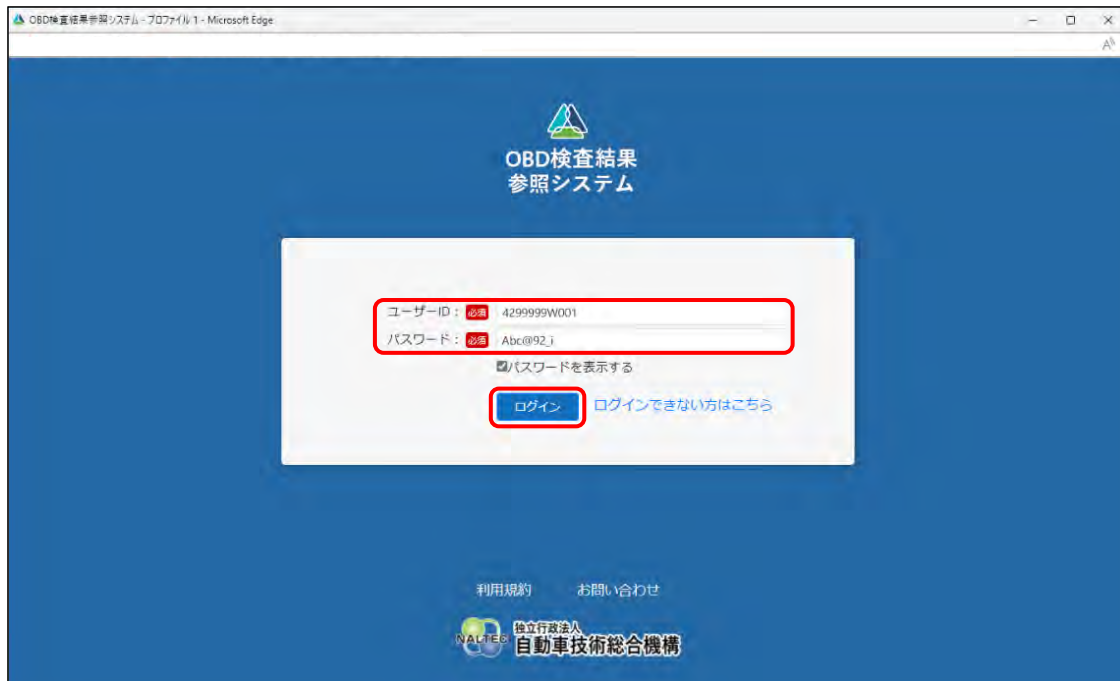 OBD検査結果参照システム - プロファイル 1 - Microsoft Edge
OBD検査結果
参照システム
ユーザーID： 必須 4299999W001
パスワード： 必須 Abc@92_i
パスワードを表示する
ログイン ログインできない方はこちら
利用規約 お問い合わせ
NALTEC 独立行政法人
自動車技術総合機構